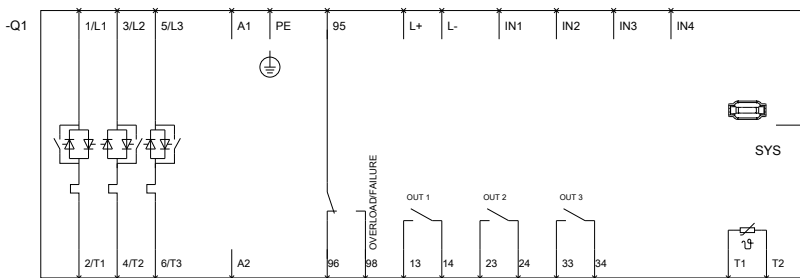 -Q1 1/L1 3/L2 5/L3 A1 PE 95 L+ L- IN1 IN2 IN3 IN4
SYS
OVERLOAD/FAILURE
OUT 1 OUT 2 OUT 3
ϑ
2/T1 4/T2 6/T3 A2 96 98 13 14 23 24 33 34 T1 T2